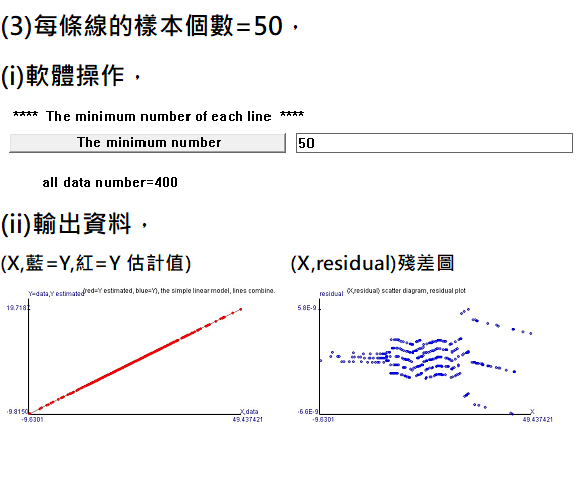 (3)每條線的樣本個數=50，
(i)軟體操作，
**** The minimum number of each line ****
The minimum number 50
all data number=400
(ii)輸出資料，
(X,藍=Y,紅=Y 估計值) (X,residual)殘差圖
Y=data,Y estimated (red=Y estimated, blue=Y), the simple linear model, lines combine.
19.718
-9.8150
-9.6301
X,data
49.437421
residual (X,residual) scatter diagram, residual plot
5.8E-9
-6.6E-9
-9.6301
X
49.437421